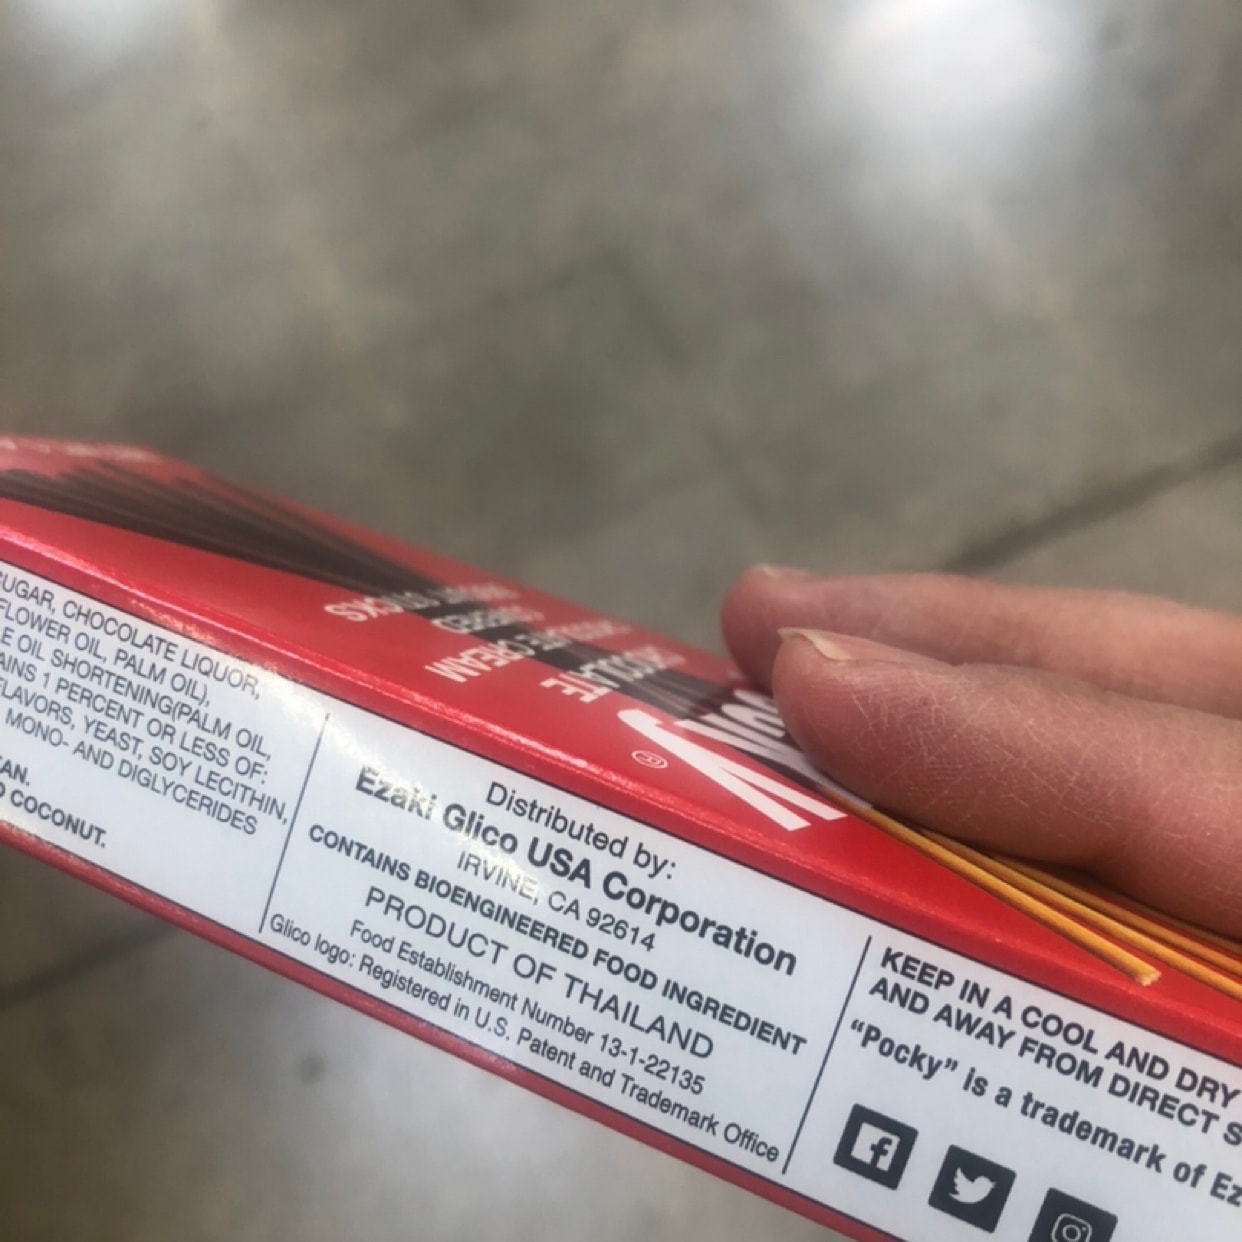 UGAR, CHOCOLATE LIQUOR,
FLOWER OIL, PALM OIL),
E OIL SHORTENING(PALM OIL,
AINS 1 PERCENT OR LESS OF:
FLAVORS, YEAST, SOY LECITHIN,
MONO- AND DIGLYCERIDES
AN.
COCONUT.
Distributed by:
Ezaki Glico USA Corporation
IRVINE, CA 92614
CONTAINS BIOENGINEERED FOOD INGREDIENT
PRODUCT OF THAILAND
Food Establishment Number 13-1-22135
Glico logo: Registered in U.S. Patent and Trademark Office
KEEP IN A COOL AND DRY
AND AWAY FROM DIRECT S
“Pocky” is a trademark of Ez
CHOCOLATE
CREAM
STICKS
®